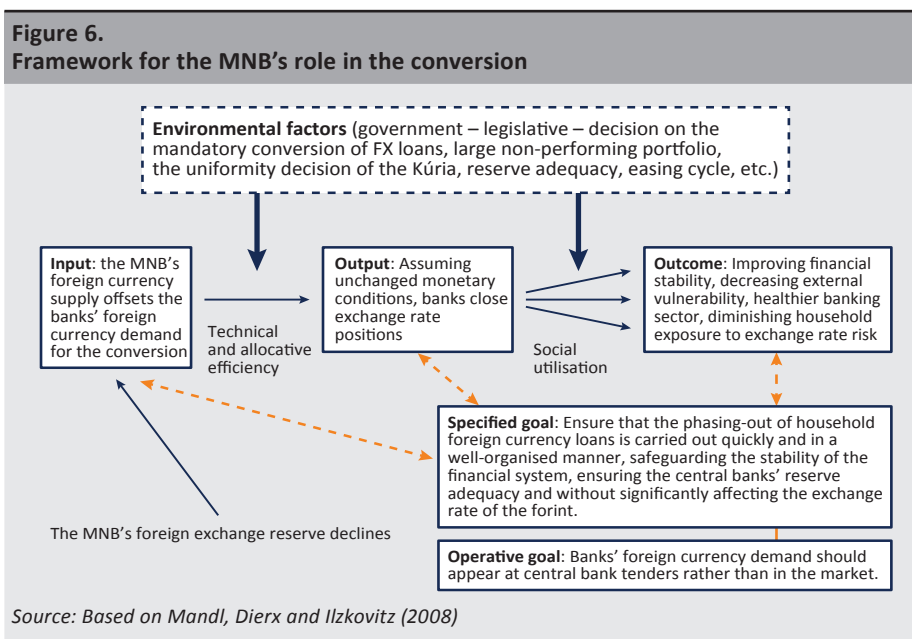 Figure 6.
Framework for the MNB's role in the conversion
Environmental factors (government – legislative – decision on the
mandatory conversion of FX loans, large non-performing portfolio,
the uniformity decision of the Kúria, reserve adequacy, easing cycle, etc.)
Input: the MNB's
foreign currency
supply offsets the
banks' foreign
currency demand
for the conversion
Technical
and allocative
efficiency
Output: Assuming
unchanged monetary
conditions, banks close
exchange rate
positions
Social
utilisation
Outcome: Improving financial
stability, decreasing external
vulnerability, healthier banking
sector, diminishing household
exposure to exchange rate risk
Specified goal: Ensure that the phasing-out of household
foreign currency loans is carried out quickly and in a
well-organised manner, safeguarding the stability of the
financial system, ensuring the central banks' reserve
adequacy and without significantly affecting the exchange
rate of the forint.
The MNB's foreign exchange reserve declines
Operative goal: Banks' foreign currency demand should
appear at central bank tenders rather than in the market.
Source: Based on Mandl, Dierx and Ilzkovitz (2008)